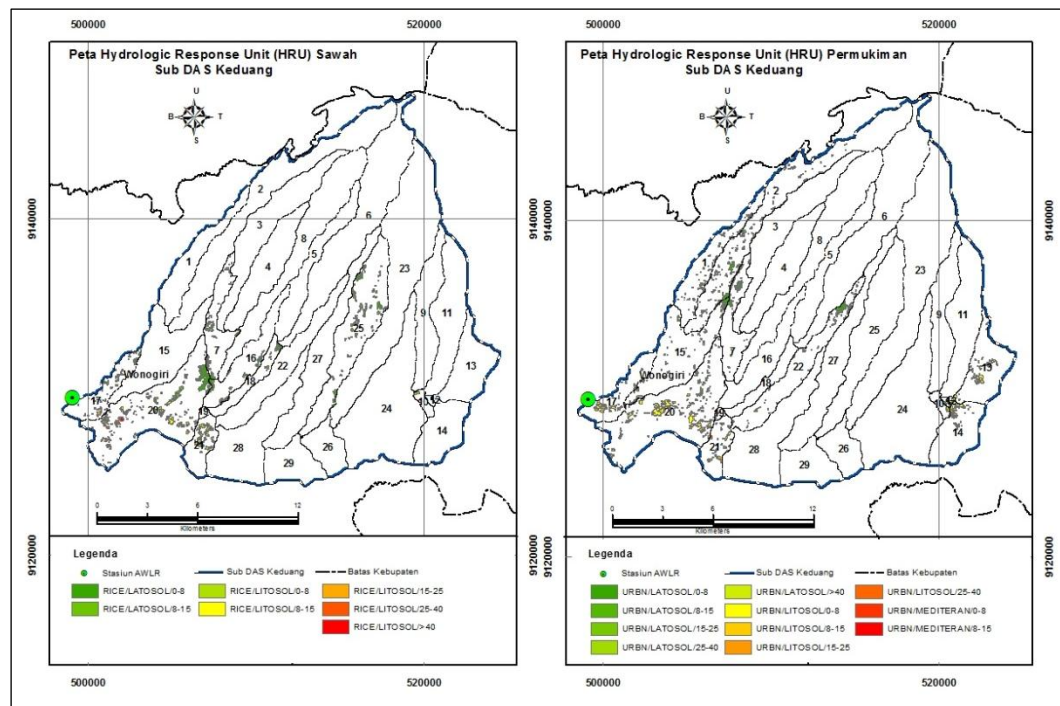 500000
520000
500000
520000
Peta Hydrologic Response Unit (HRU) Sawah
Sub DAS Keduang
U
B
T
S
9140000
2
3
6
8
5
1
4
23
9
11
25
15
7
16
22
27
13
18
Wonogiri
17
20
19
24
10
12
21
14
28
26
29
0
3
6
12
Kilometers
9120000
Legenda
Stasiun AWLR
Sub DAS Keduang
Batas Kebupaten
RICE/LATOSOL/0-8
RICE/LITOSOL/0-8
RICE/LITOSOL/15-25
RICE/LATOSOL/8-15
RICE/LITOSOL/8-15
RICE/LITOSOL/25-40
RICE/LITOSOL/>40
Peta Hydrologic Response Unit (HRU) Permukiman
Sub DAS Keduang
U
B
T
S
9140000
9140000
2
3
6
8
5
1
4
23
9
11
25
15
7
16
22
27
13
18
Wonogiri
17
20
19
24
10
12
21
14
28
26
29
0
3
6
12
Kilometers
9120000
9120000
Legenda
Stasiun AWLR
Sub DAS Keduang
Batas Kebupaten
URBN/LATOSOL/0-8
URBN/LATOSOL/>40
URBN/LITOSOL/25-40
URBN/LATOSOL/8-15
URBN/LITOSOL/0-8
URBN/MEDITERAN/0-8
URBN/LATOSOL/15-25
URBN/LITOSOL/8-15
URBN/MEDITERAN/8-15
URBN/LATOSOL/25-40
URBN/LITOSOL/15-25
500000
520000
500000
520000